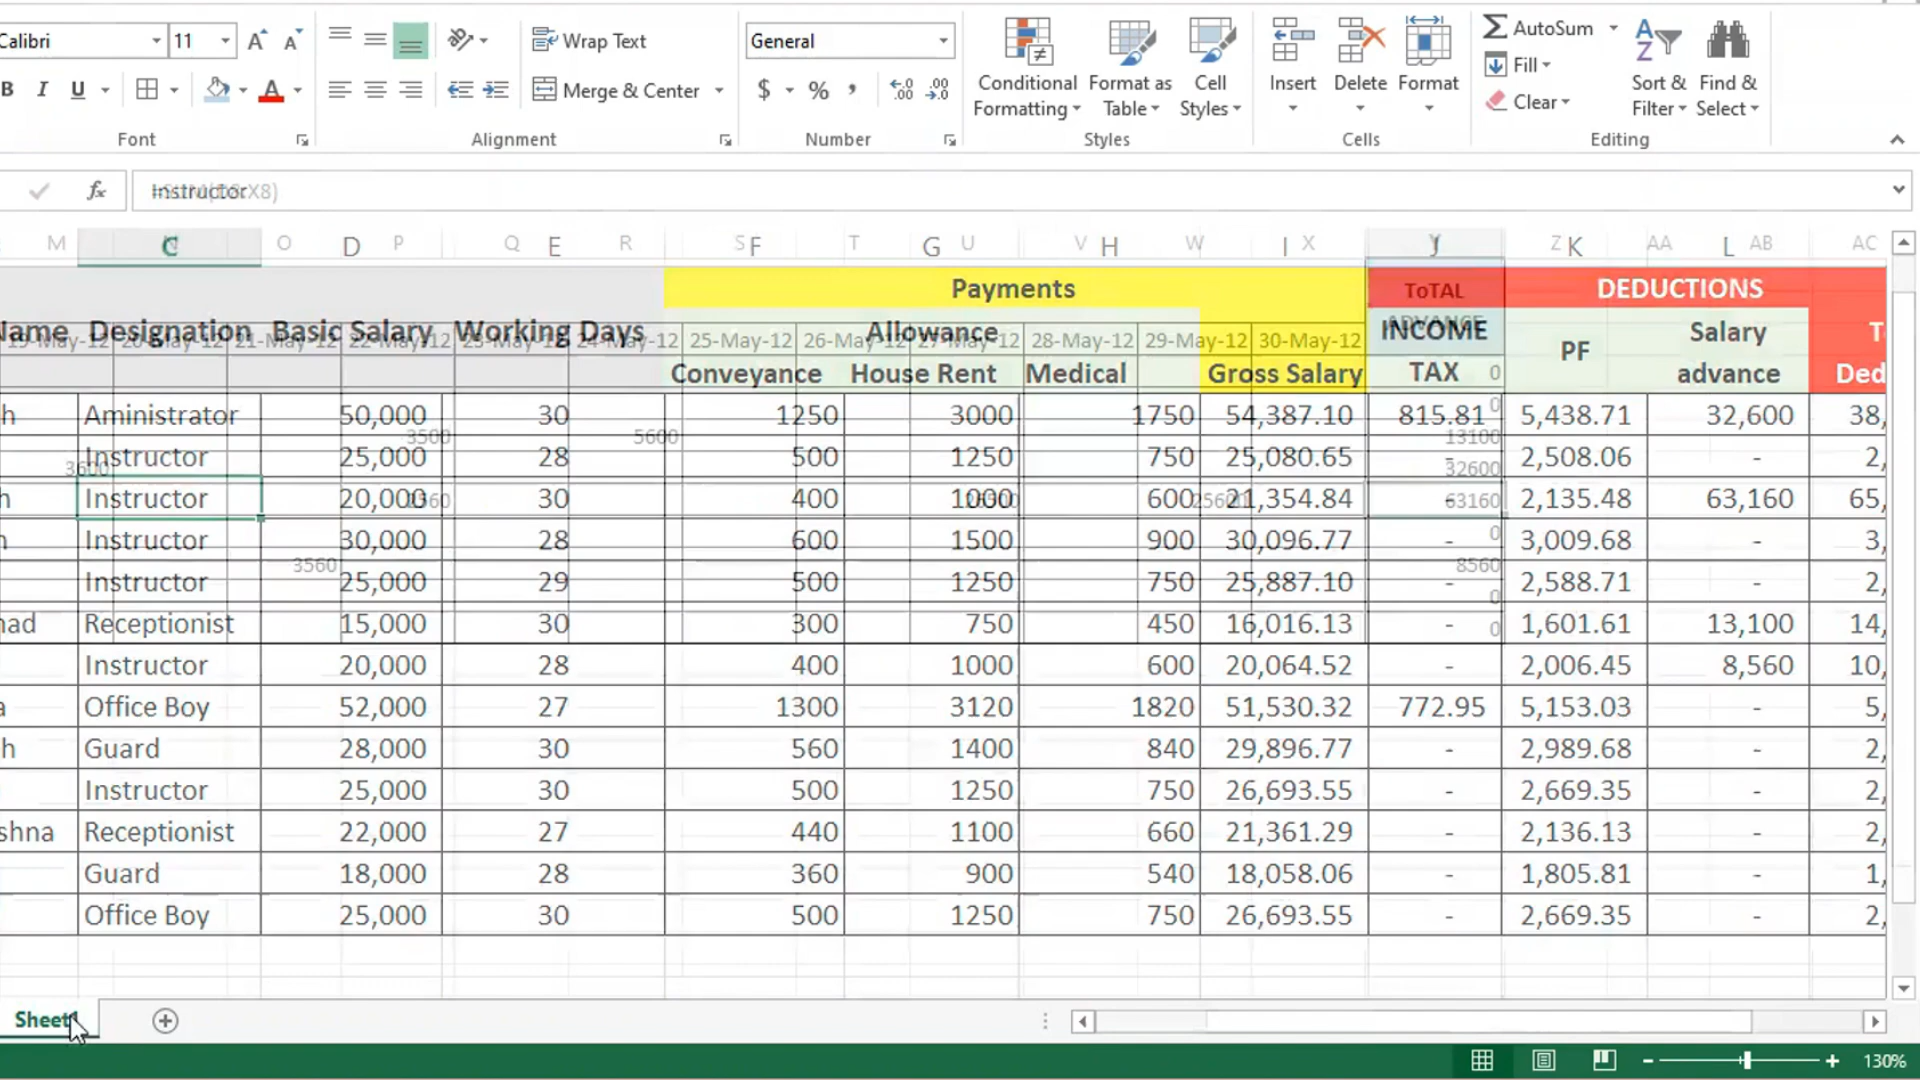 Calibri 11 Wrap Text General AutoSum
B I U Merge & Center $ % , Conditional Formatting Format as Table Cell Styles Insert Delete Format Fill Clear Sort & Filter Find & Select
Font Alignment Number Styles Cells Editing
fx Instructor
C D E F G H I J K L
M O P Q R S T U V W X Y Z AA AB AC
Payments ToTAL DEDUCTIONS
Name Designation Basic Salary Working Days Allowance INCOME TAX PF Salary advance
ADVANCE
19-May-12 20-May-12 21-May-12 22-May-12 23-May-12 24-May-12 25-May-12 26-May-12 27-May-12 28-May-12 29-May-12 30-May-12
Conveyance House Rent Medical Gross Salary Ded
h Aministrator 50,000 30 1250 3000 1750 54,387.10 815.81 5,438.71 32,600 38,
Instructor 25,000 28 500 1250 750 25,080.65 - 2,508.06 - 2,
h Instructor 20,000 30 400 1000 600 21,354.84 - 2,135.48 63,160 65,
h Instructor 30,000 28 600 1500 900 30,096.77 - 3,009.68 - 3,
Instructor 25,000 29 500 1250 750 25,887.10 - 2,588.71 - 2,
nad Receptionist 15,000 30 300 750 450 16,016.13 - 1,601.61 13,100 14,
Instructor 20,000 28 400 1000 600 20,064.52 - 2,006.45 8,560 10,
a Office Boy 52,000 27 1300 3120 1820 51,530.32 772.95 5,153.03 - 5,
h Guard 28,000 30 560 1400 840 29,896.77 - 2,989.68 - 2,
Instructor 25,000 30 500 1250 750 26,693.55 - 2,669.35 - 2,
shna Receptionist 22,000 27 440 1100 660 21,361.29 - 2,136.13 - 2,
Guard 18,000 28 360 900 540 18,058.06 - 1,805.81 - 1,
Office Boy 25,000 30 500 1250 750 26,693.55 - 2,669.35 - 2,
0
0
3500 5600 13100
3600 32600
25600 63160
0
3560 8560
0
0
Sheet1
130%